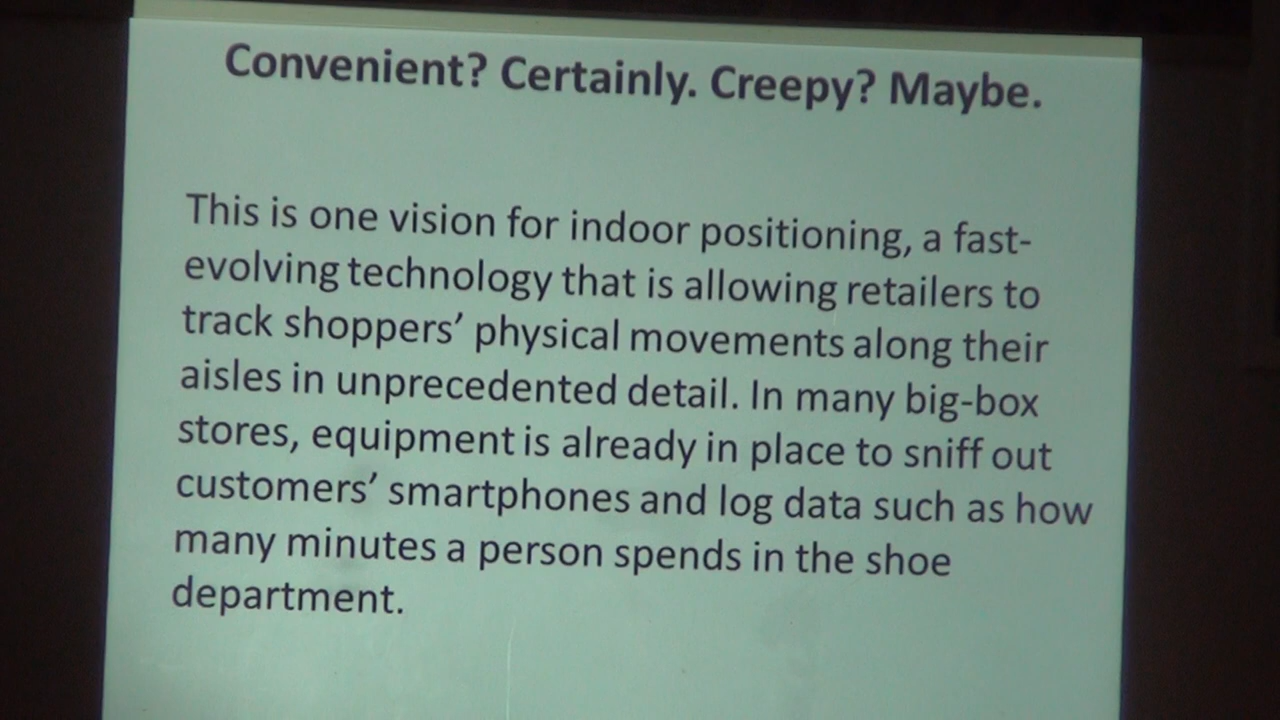 Convenient? Certainly. Creepy? Maybe.
This is one vision for indoor positioning, a fast-
evolving technology that is allowing retailers to
track shoppers’ physical movements along their
aisles in unprecedented detail. In many big-box
stores, equipment is already in place to sniff out
customers’ smartphones and log data such as how
many minutes a person spends in the shoe
department.